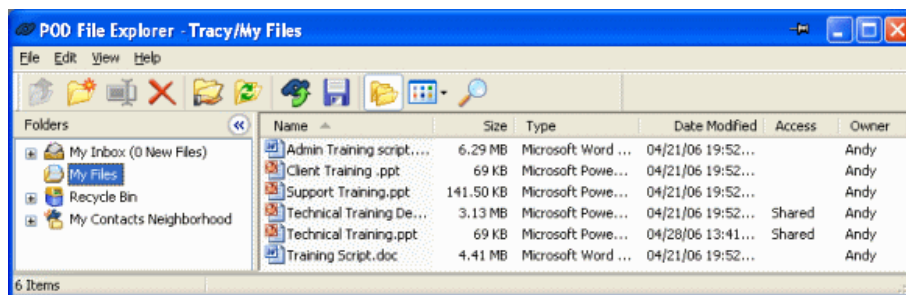 POD File Explorer - Tracy/My Files
File Edit View Help
Folders Name Size Type Date Modified Access Owner
My Inbox (0 New Files)
My Files
Recycle Bin
My Contacts Neighborhood
Admin Training script.... 6.29 MB Microsoft Word ... 04/21/06 19:52... Andy
Client Training .ppt 69 KB Microsoft Powe... 04/21/06 19:52... Andy
Support Training.ppt 141.50 KB Microsoft Powe... 04/21/06 19:52... Andy
Technical Training De... 3.13 MB Microsoft Powe... 04/21/06 19:52... Shared Andy
Technical Training.ppt 69 KB Microsoft Powe... 04/28/06 13:41... Shared Andy
Training Script.doc 4.41 MB Microsoft Word ... 04/21/06 19:52... Andy
6 Items